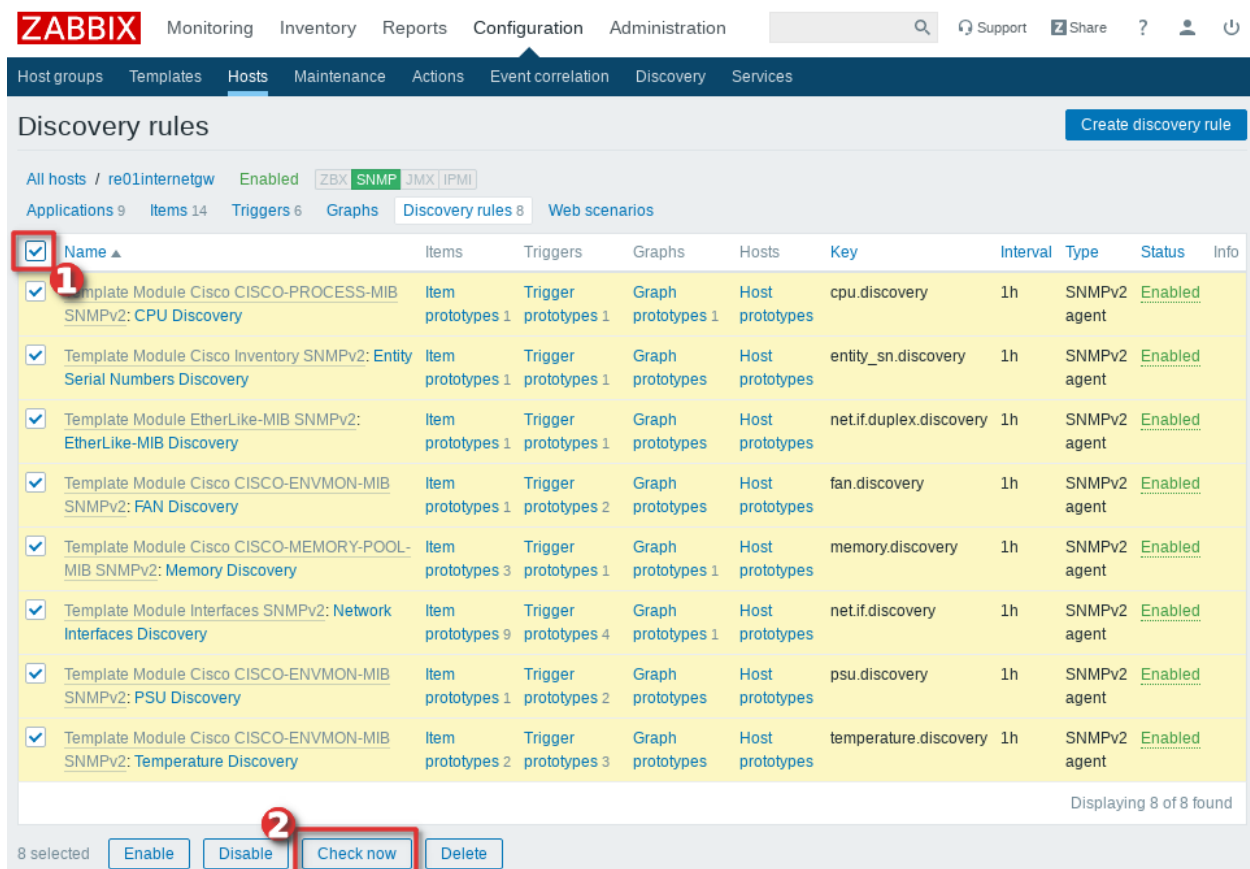 ZABBIX Monitoring Inventory Reports Configuration Administration Support Z Share ?
Host groups Templates Hosts Maintenance Actions Event correlation Discovery Services
Discovery rules Create discovery rule
All hosts / re01internetgw Enabled ZBX SNMP JMX IPMI
Applications 9 Items 14 Triggers 6 Graphs Discovery rules 8 Web scenarios
Name ▲ Items Triggers Graphs Hosts Key Interval Type Status Info
1
Template Module Cisco CISCO-PROCESS-MIB Item Trigger Graph Host cpu.discovery 1h SNMPv2 Enabled
SNMPv2: CPU Discovery prototypes 1 prototypes 1 prototypes 1 prototypes agent
Template Module Cisco Inventory SNMPv2: Entity Item Trigger Graph Host entity_sn.discovery 1h SNMPv2 Enabled
Serial Numbers Discovery prototypes 1 prototypes 1 prototypes prototypes agent
Template Module EtherLike-MIB SNMPv2: Item Trigger Graph Host net.if.duplex.discovery 1h SNMPv2 Enabled
EtherLike-MIB Discovery prototypes 1 prototypes 1 prototypes prototypes agent
Template Module Cisco CISCO-ENVMON-MIB Item Trigger Graph Host fan.discovery 1h SNMPv2 Enabled
SNMPv2: FAN Discovery prototypes 1 prototypes 2 prototypes prototypes agent
Template Module Cisco CISCO-MEMORY-POOL- Item Trigger Graph Host memory.discovery 1h SNMPv2 Enabled
MIB SNMPv2: Memory Discovery prototypes 3 prototypes 1 prototypes 1 prototypes agent
Template Module Interfaces SNMPv2: Network Item Trigger Graph Host net.if.discovery 1h SNMPv2 Enabled
Interfaces Discovery prototypes 9 prototypes 4 prototypes 1 prototypes agent
Template Module Cisco CISCO-ENVMON-MIB Item Trigger Graph Host psu.discovery 1h SNMPv2 Enabled
SNMPv2: PSU Discovery prototypes 1 prototypes 2 prototypes prototypes agent
Template Module Cisco CISCO-ENVMON-MIB Item Trigger Graph Host temperature.discovery 1h SNMPv2 Enabled
SNMPv2: Temperature Discovery prototypes 2 prototypes 3 prototypes prototypes agent
Displaying 8 of 8 found
2
8 selected Enable Disable Check now Delete